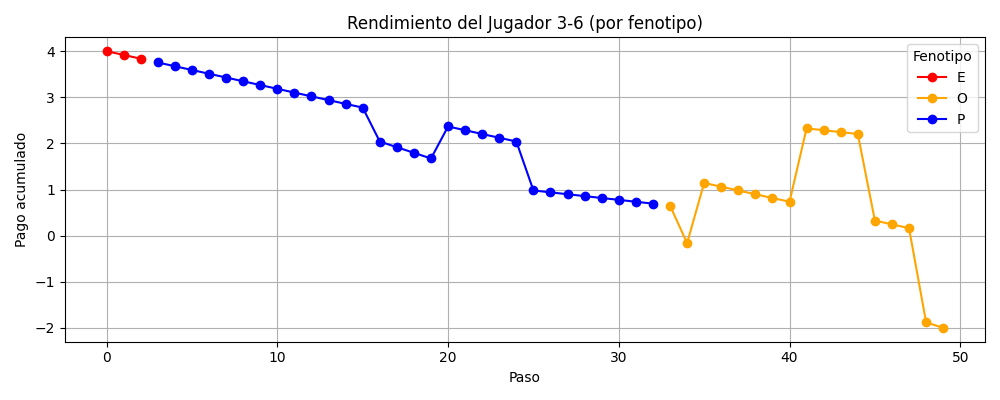 Rendimiento del Jugador 3-6 (por fenotipo)
Pago acumulado
4
3
2
1
0
−1
−2
Fenotipo
E
O
P
0 10 20 30 40 50
Paso